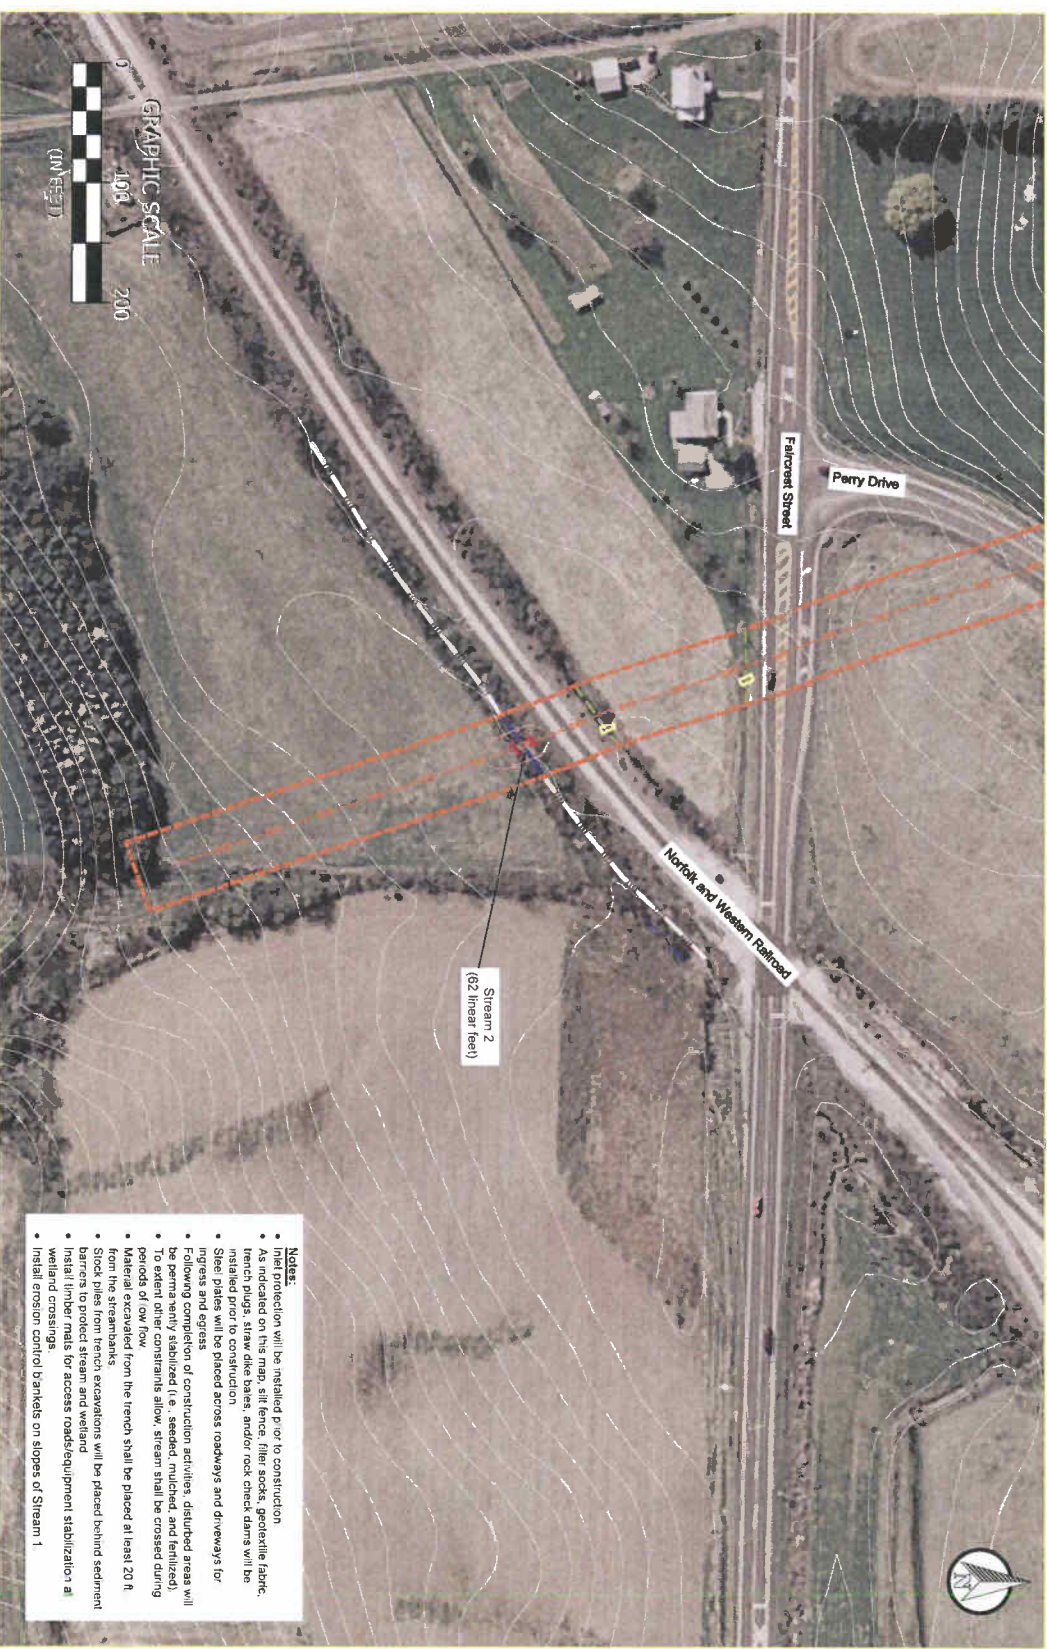 GRAPHIC SCALE
0 100 200
(IN FEET)
Perry Drive
Faircrest Street
Norfolk and Western Railroad
Stream 2
(62 linear feet)
N
Notes:
• Inlet protection will be installed prior to construction.
• As indicated on this map, silt fence, filter socks, geotextile fabric,
trench plugs, straw dike bales, and/or rock check dams will be
installed prior to construction
• Steel plates will be placed across roadways and driveways for
ingress and egress
• Following completion of construction activities, disturbed areas will
be permanently stabilized (i.e., seeded, mulched, and fertilized).
• To extent other constraints allow, stream shall be crossed during
periods of low flow.
• Material excavated from the trench shall be placed at least 20 ft.
from the streambanks.
• Stock piles from trench excavations will be placed behind sediment
barriers to protect stream and wetland
• Install timber mats for access roads/equipment stabilization at
wetland crossings.
• Install erosion control blankets on slopes of Stream 1.